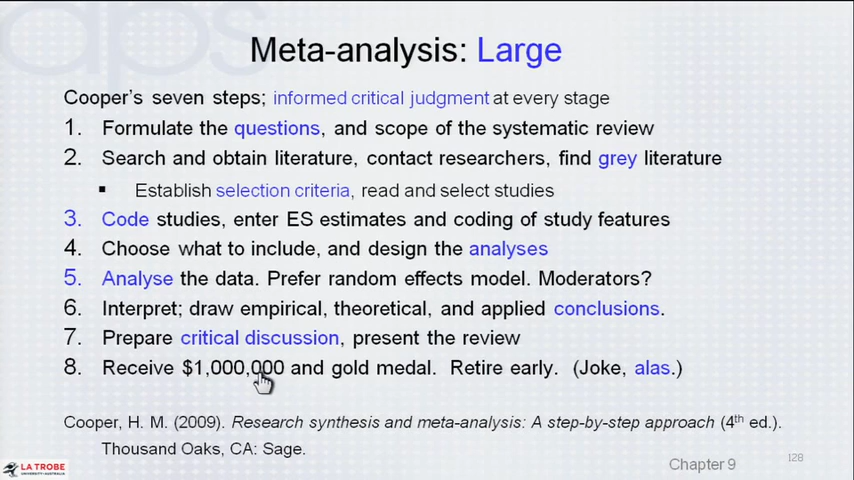 Meta-analysis: Large
Cooper's seven steps; informed critical judgment at every stage
1. Formulate the questions, and scope of the systematic review
2. Search and obtain literature, contact researchers, find grey literature
▪ Establish selection criteria, read and select studies
3. Code studies, enter ES estimates and coding of study features
4. Choose what to include, and design the analyses
5. Analyse the data. Prefer random effects model. Moderators?
6. Interpret; draw empirical, theoretical, and applied conclusions.
7. Prepare critical discussion, present the review
8. Receive $1,000,000 and gold medal. Retire early. (Joke, alas.)
Cooper, H. M. (2009). Research synthesis and meta-analysis: A step-by-step approach (4th ed.).
Thousand Oaks, CA: Sage.
LA TROBE
UNIVERSITY AUSTRALIA
Chapter 9
128
aps